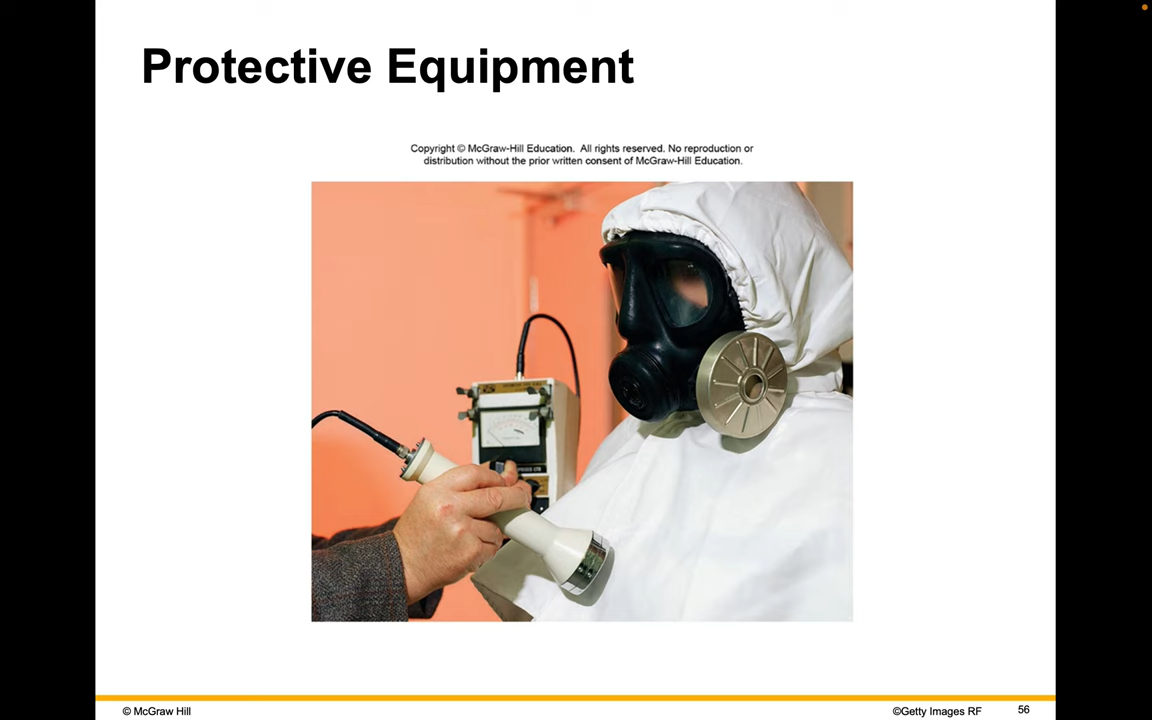 Protective Equipment
Copyright © McGraw-Hill Education. All rights reserved. No reproduction or
distribution without the prior written consent of McGraw-Hill Education.
© McGraw Hill
©Getty Images RF
56